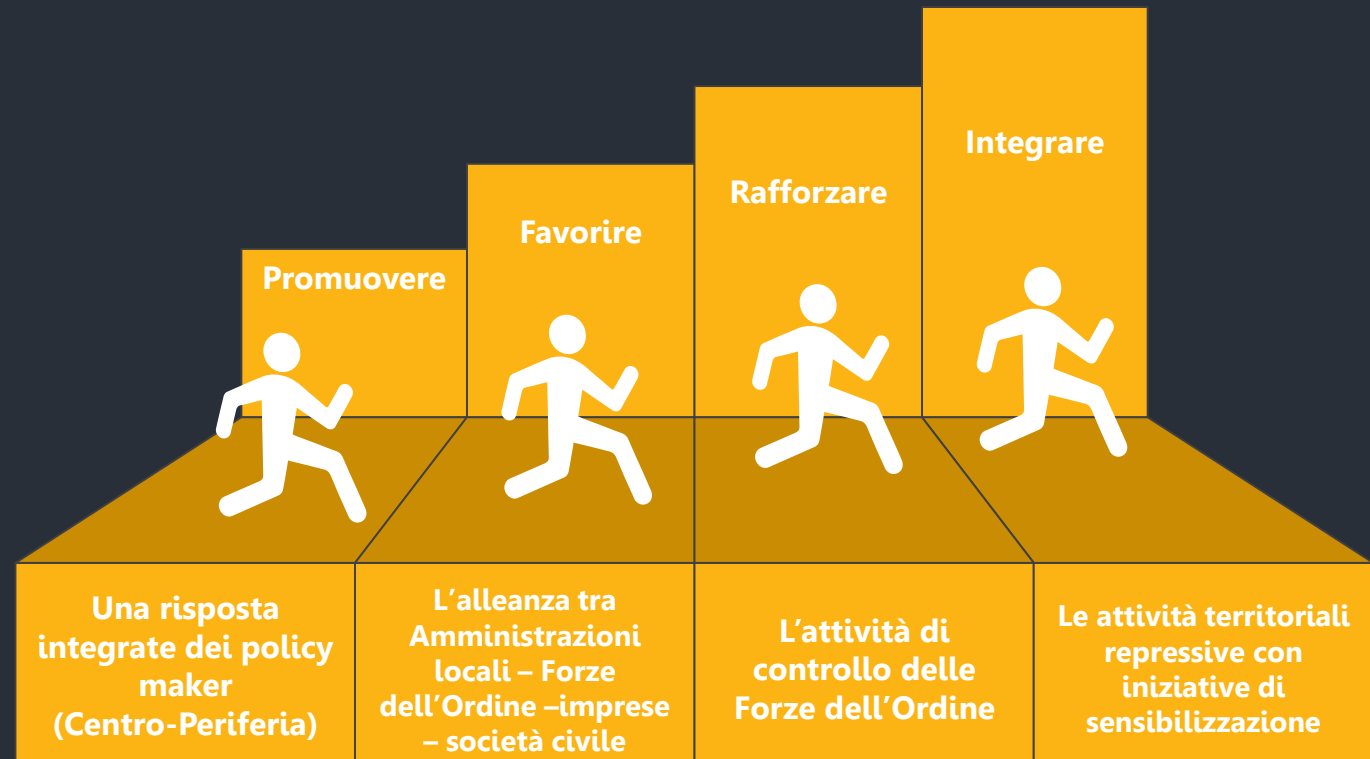 Promuovere
Favorire
Rafforzare
Integrare
Una risposta
integrate dei policy
maker
(Centro-Periferia)
L'alleanza tra
Amministrazioni
locali – Forze
dell'Ordine –imprese
– società civile
L'attività di
controllo delle
Forze dell'Ordine
Le attività territoriali
repressive con
iniziative di
sensibilizzazione